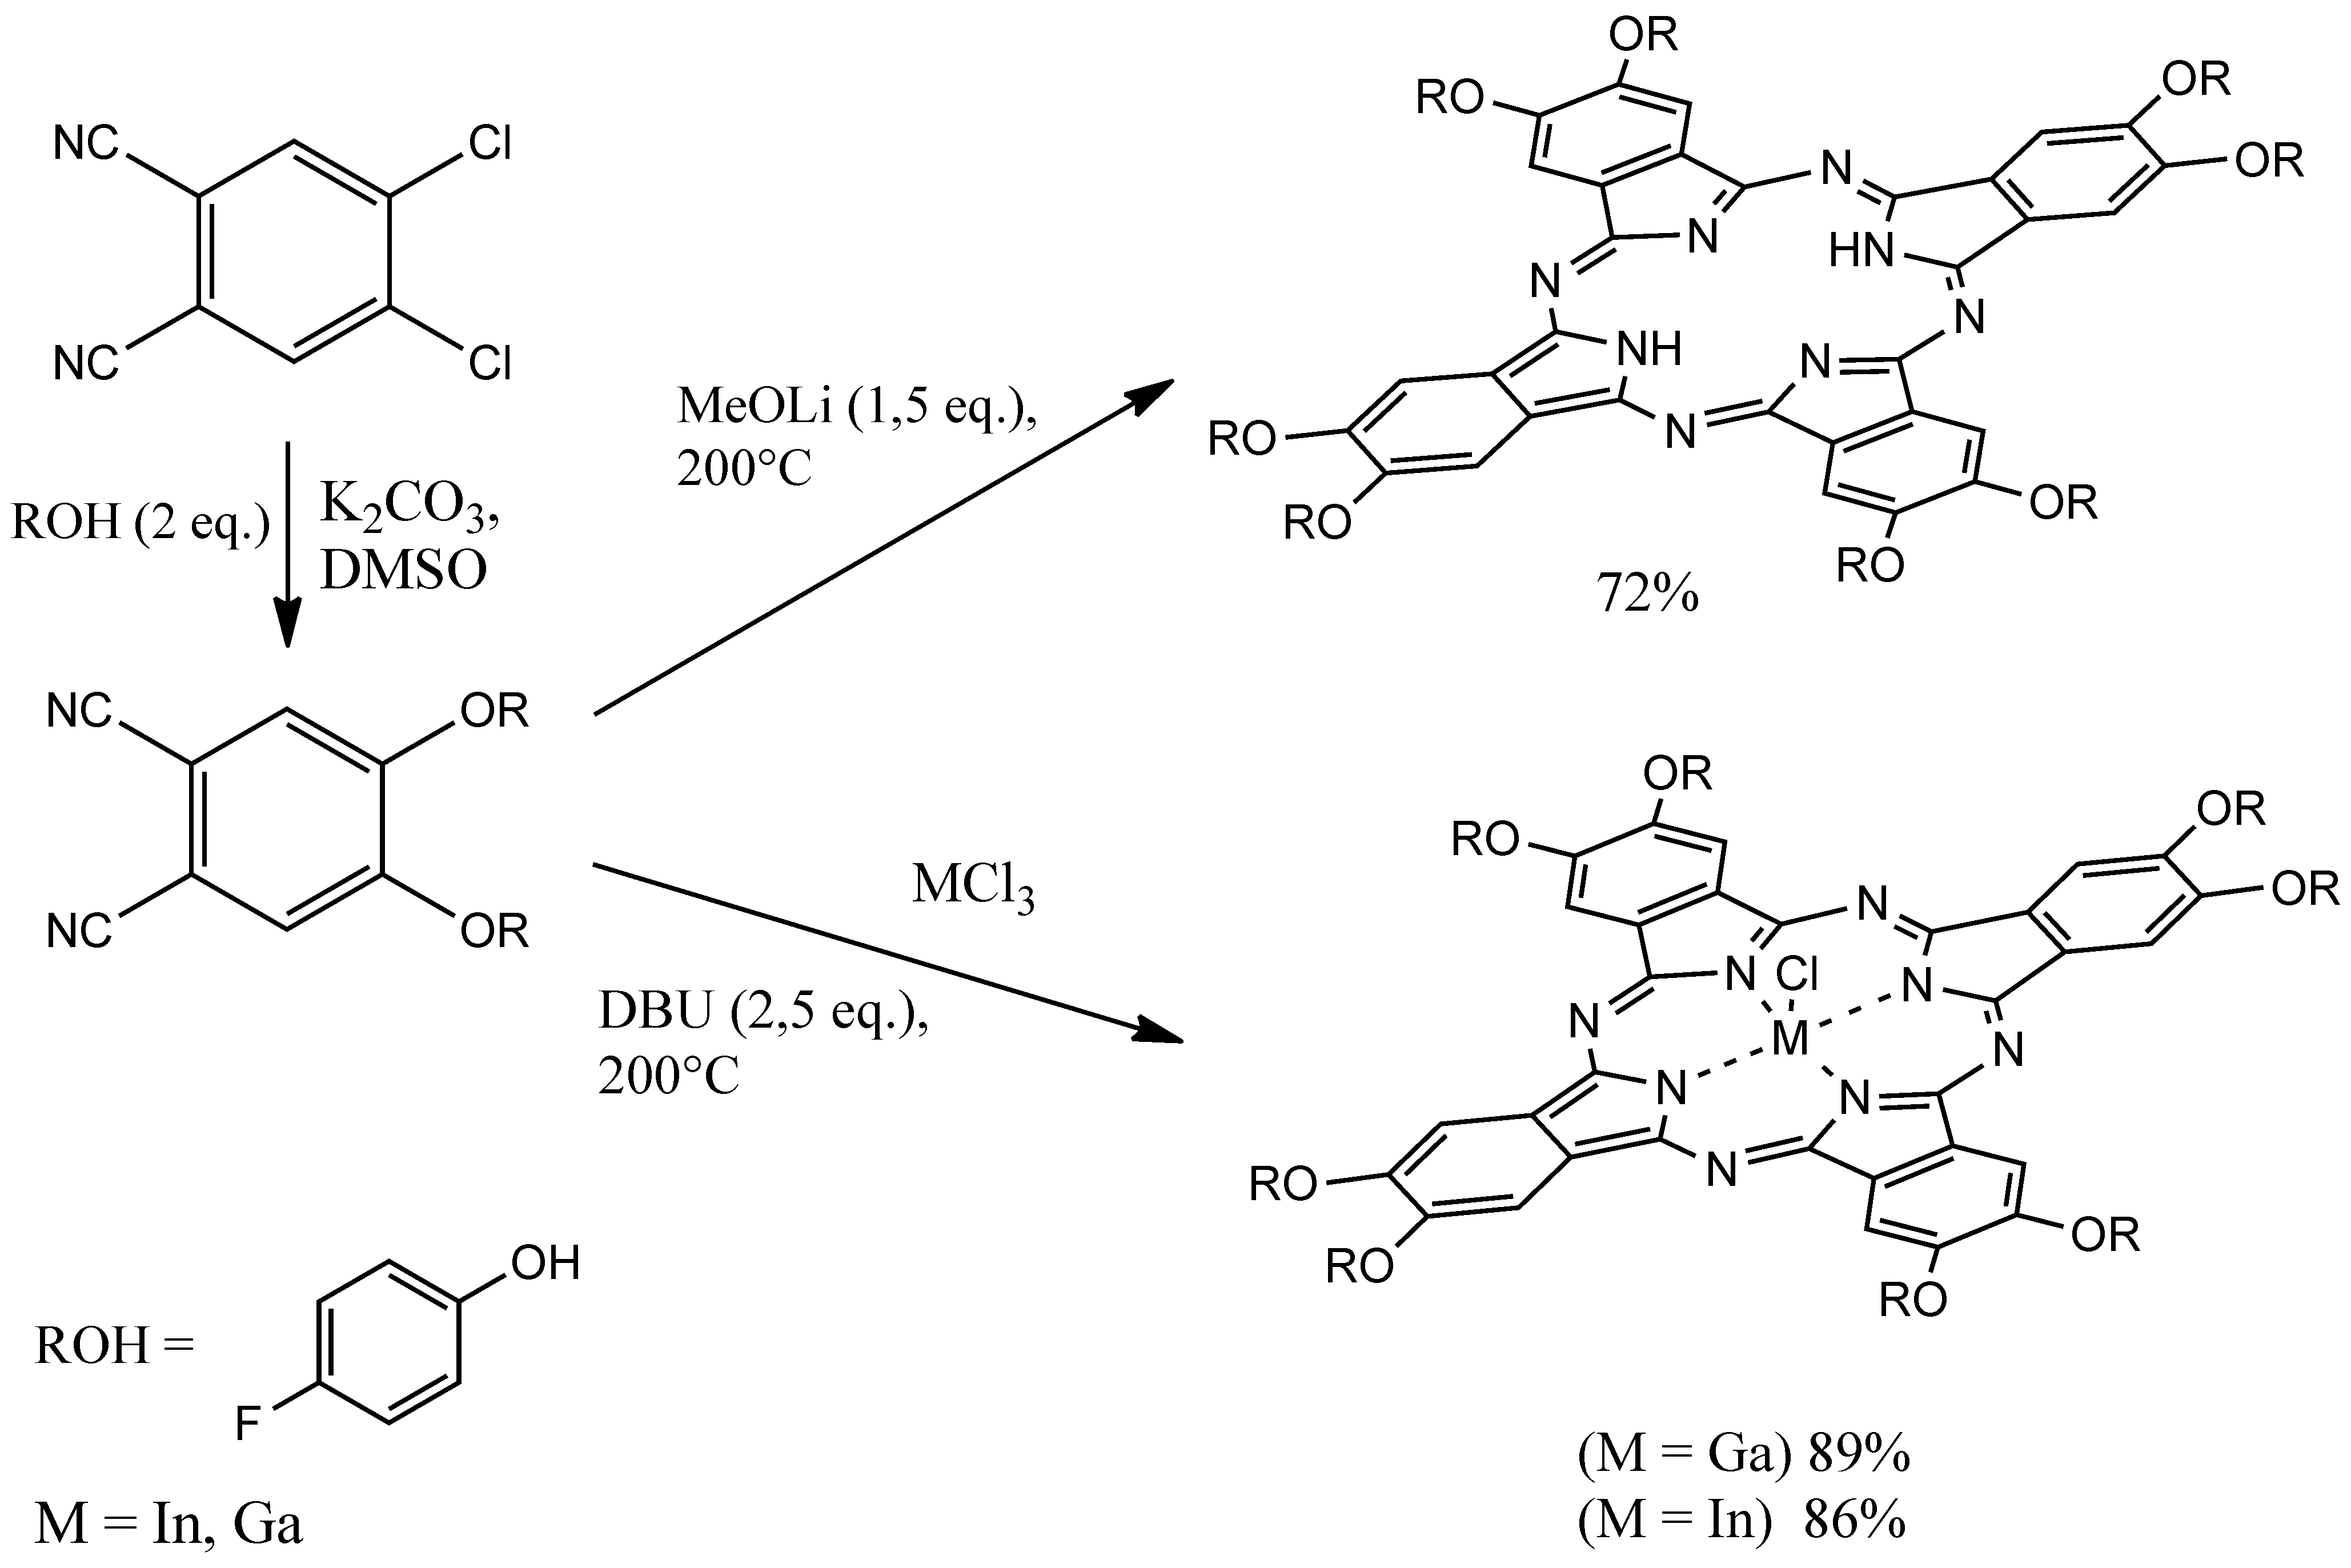 NC
Cl
NC
Cl
ROH (2 eq.)
K₂CO₃,
DMSO
NC
OR
NC
OR
MeOLi (1,5 eq.),
200°C
OR
RO
OR
OR
N
N
HN
N
NH
N
N
N
RO
RO
OR
RO
72%
MCl₃
DBU (2,5 eq.),
200°C
OR
RO
OR
OR
N
N
Cl
N
N
M
N
N
N
N
RO
RO
OR
RO
ROH =
OH
F
M = In, Ga
(M = Ga) 89%
(M = In) 86%